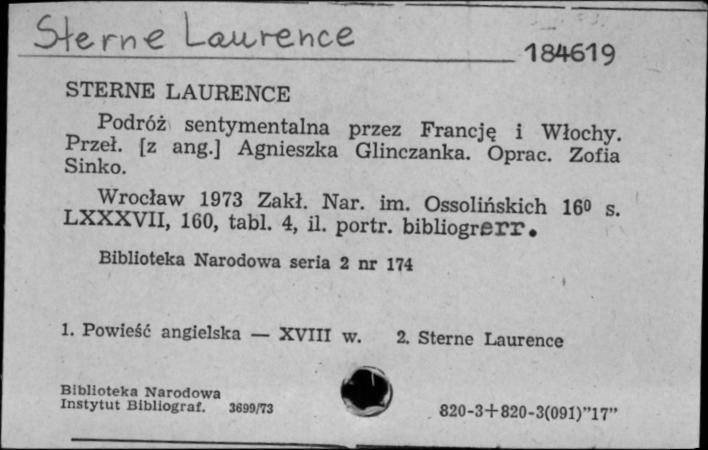 Sterne Laurence
184619
STERNE LAURENCE
Podróż sentymentalna przez Francję i Włochy.
Przeł. [z ang.] Agnieszka Glinczanka. Oprac. Zofia
Sinko.
Wrocław 1973 Zakł. Nar. im. Ossolińskich 16⁰ s.
LXXXVII, 160, tabl. 4, il. portr. bibliogrerr.
Biblioteka Narodowa seria 2 nr 174
1. Powieść angielska — XVIII w. 2. Sterne Laurence
Biblioteka Narodowa
Instytut Bibliograf. 3699/73
820-3+820-3(091)”17”